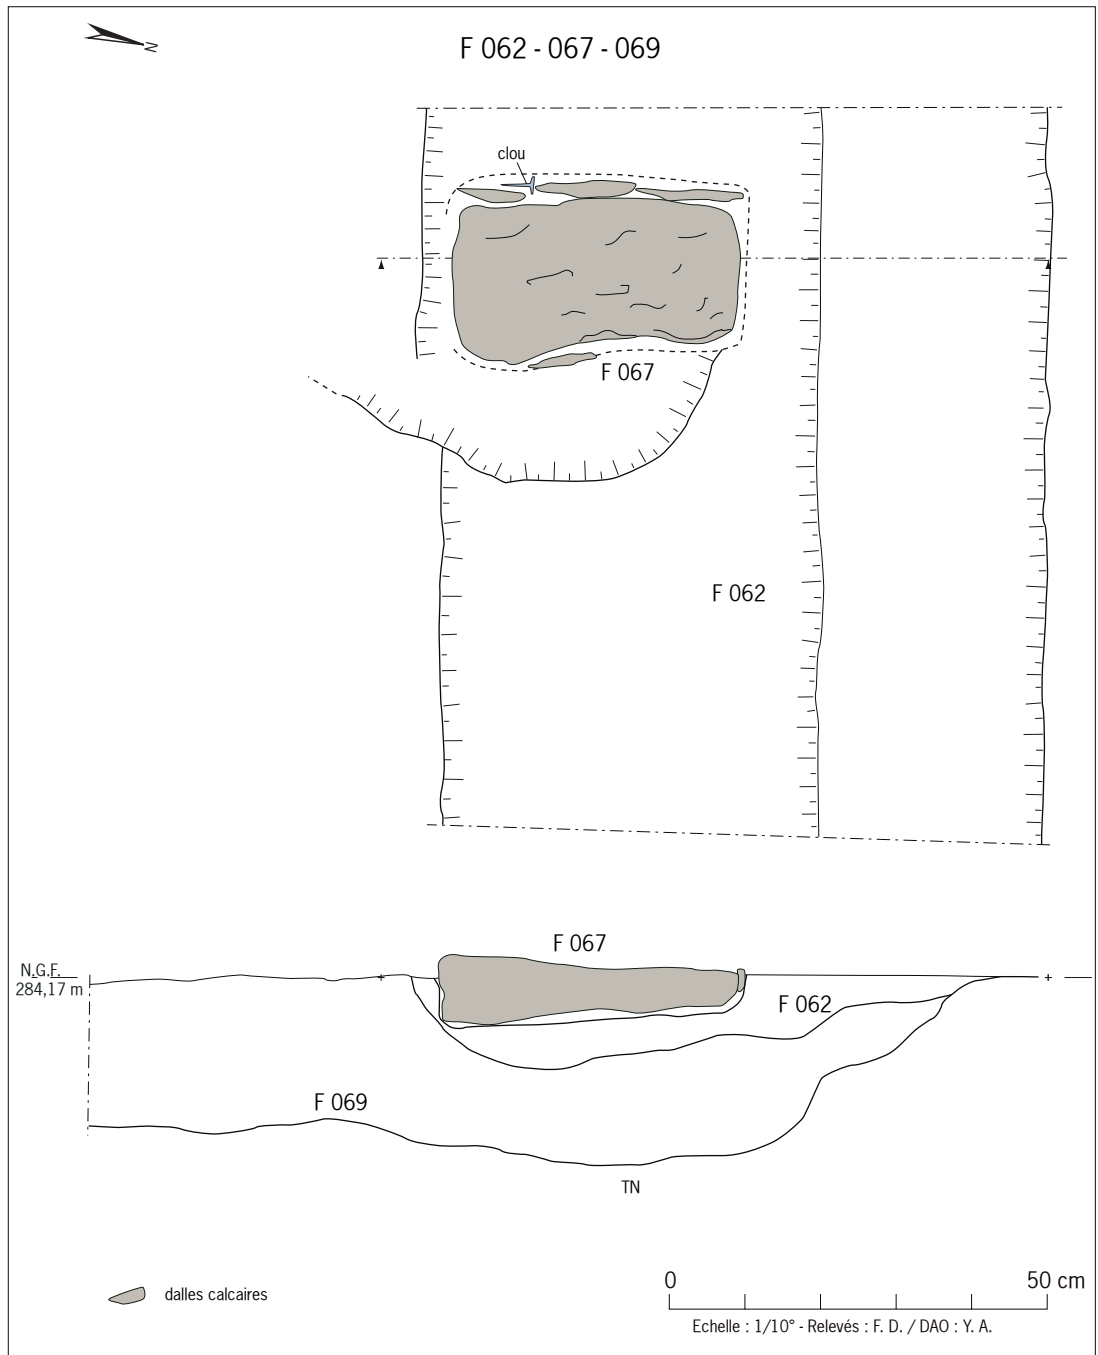 N
F 062 - 067 - 069
clou
F 067
F 062
F 067
N.G.F.
284,17 m
F 062
F 069
TN
dalles calcaires
0 50 cm
Echelle : 1/10° - Relevés : F. D. / DAO : Y. A.